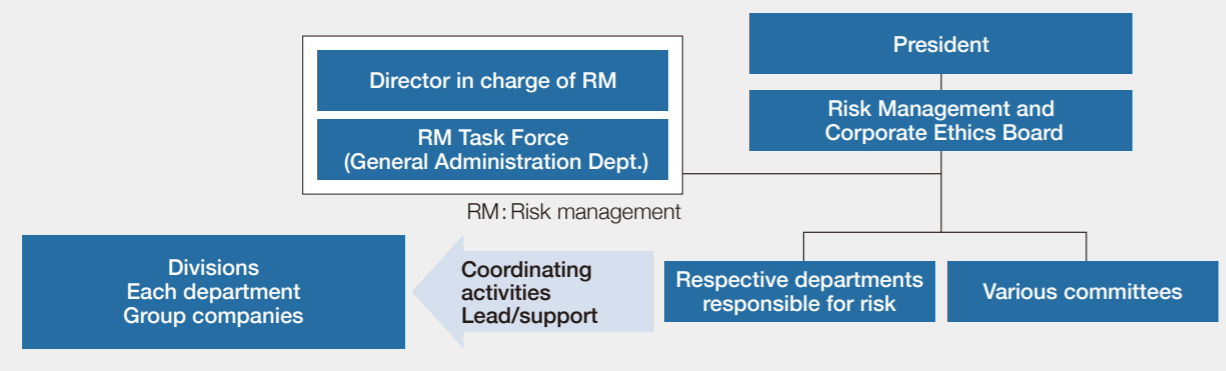 President
Director in charge of RM
RM Task Force
(General Administration Dept.)
Risk Management and
Corporate Ethics Board
RM: Risk management
Divisions
Each department
Group companies
Coordinating
activities
Lead/support
Respective departments
responsible for risk
Various committees